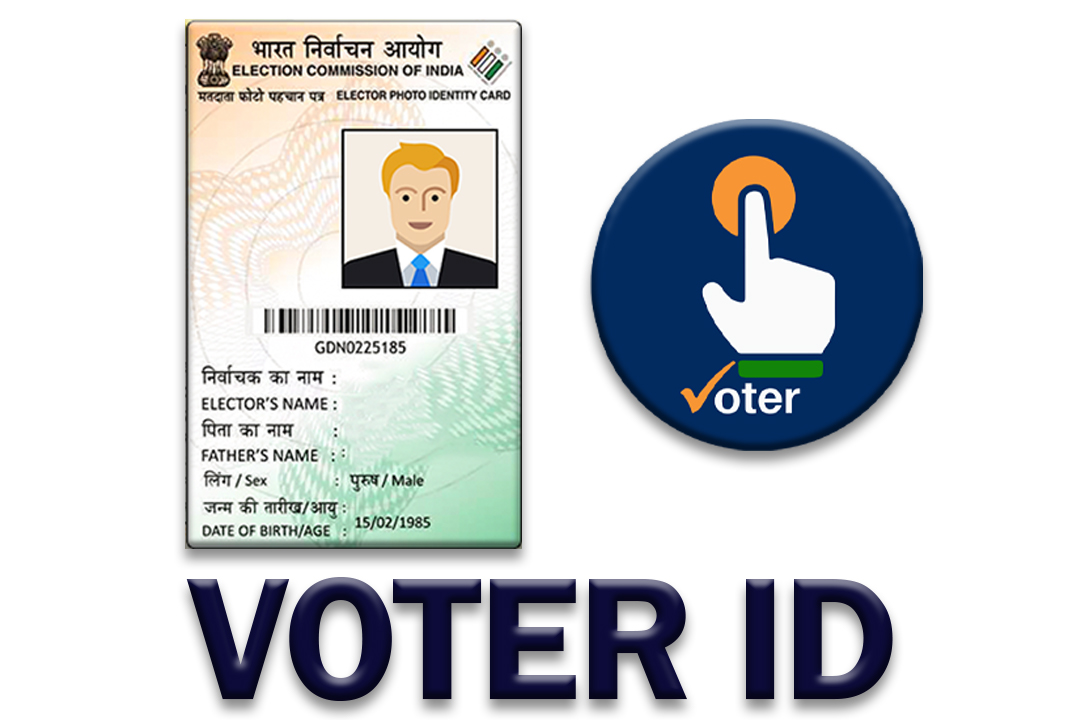 भारत निर्वाचन आयोग
ELECTION COMMISSION OF INDIA
मतदाता फोटो पहचान पत्र ELECTOR PHOTO IDENTITY CARD
GDN0225185
निर्वाचक का नाम :
ELECTOR'S NAME :
पिता का नाम :
FATHER'S NAME : :
लिंग / Sex : पुरुष / Male
जन्म की तारीख/आयु :
DATE OF BIRTH/AGE : 15/02/1985
Voter
VOTER ID